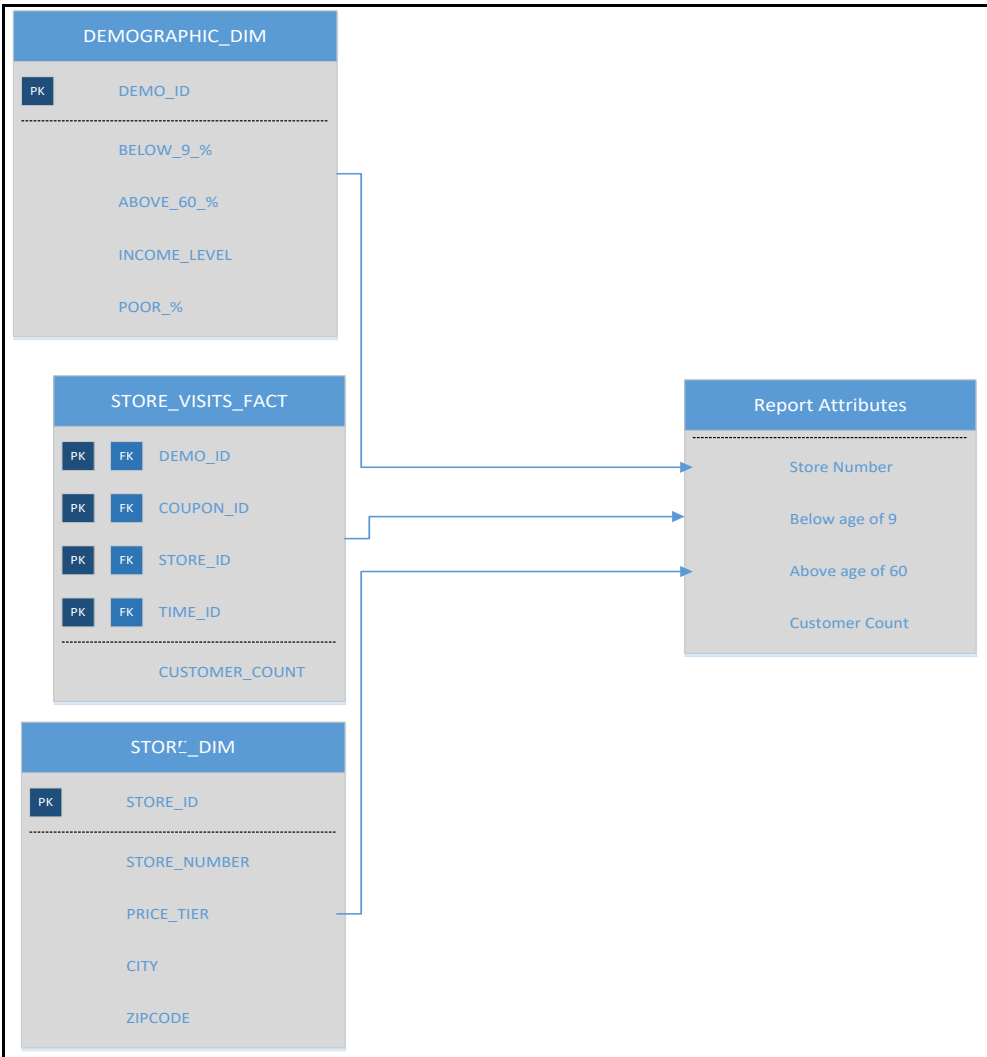 DEMOGRAPHIC_DIM
PK DEMO_ID
BELOW_9_%
ABOVE_60_%
INCOME_LEVEL
POOR_%
STORE_VISITS_FACT
PK FK DEMO_ID
PK FK COUPON_ID
PK FK STORE_ID
PK FK TIME_ID
CUSTOMER_COUNT
STORE_DIM
PK STORE_ID
STORE_NUMBER
PRICE_TIER
CITY
ZIPCODE
Report Attributes
Store Number
Below age of 9
Above age of 60
Customer Count